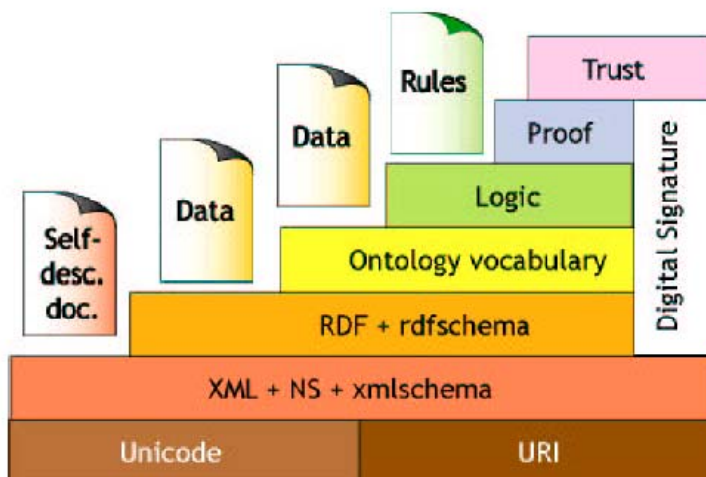 Trust
Rules
Proof
Data
Logic
Data
Self-
desc.
doc.
Ontology vocabulary
Digital Signature
RDF + rdfschema
XML + NS + xmlschema
Unicode
URI